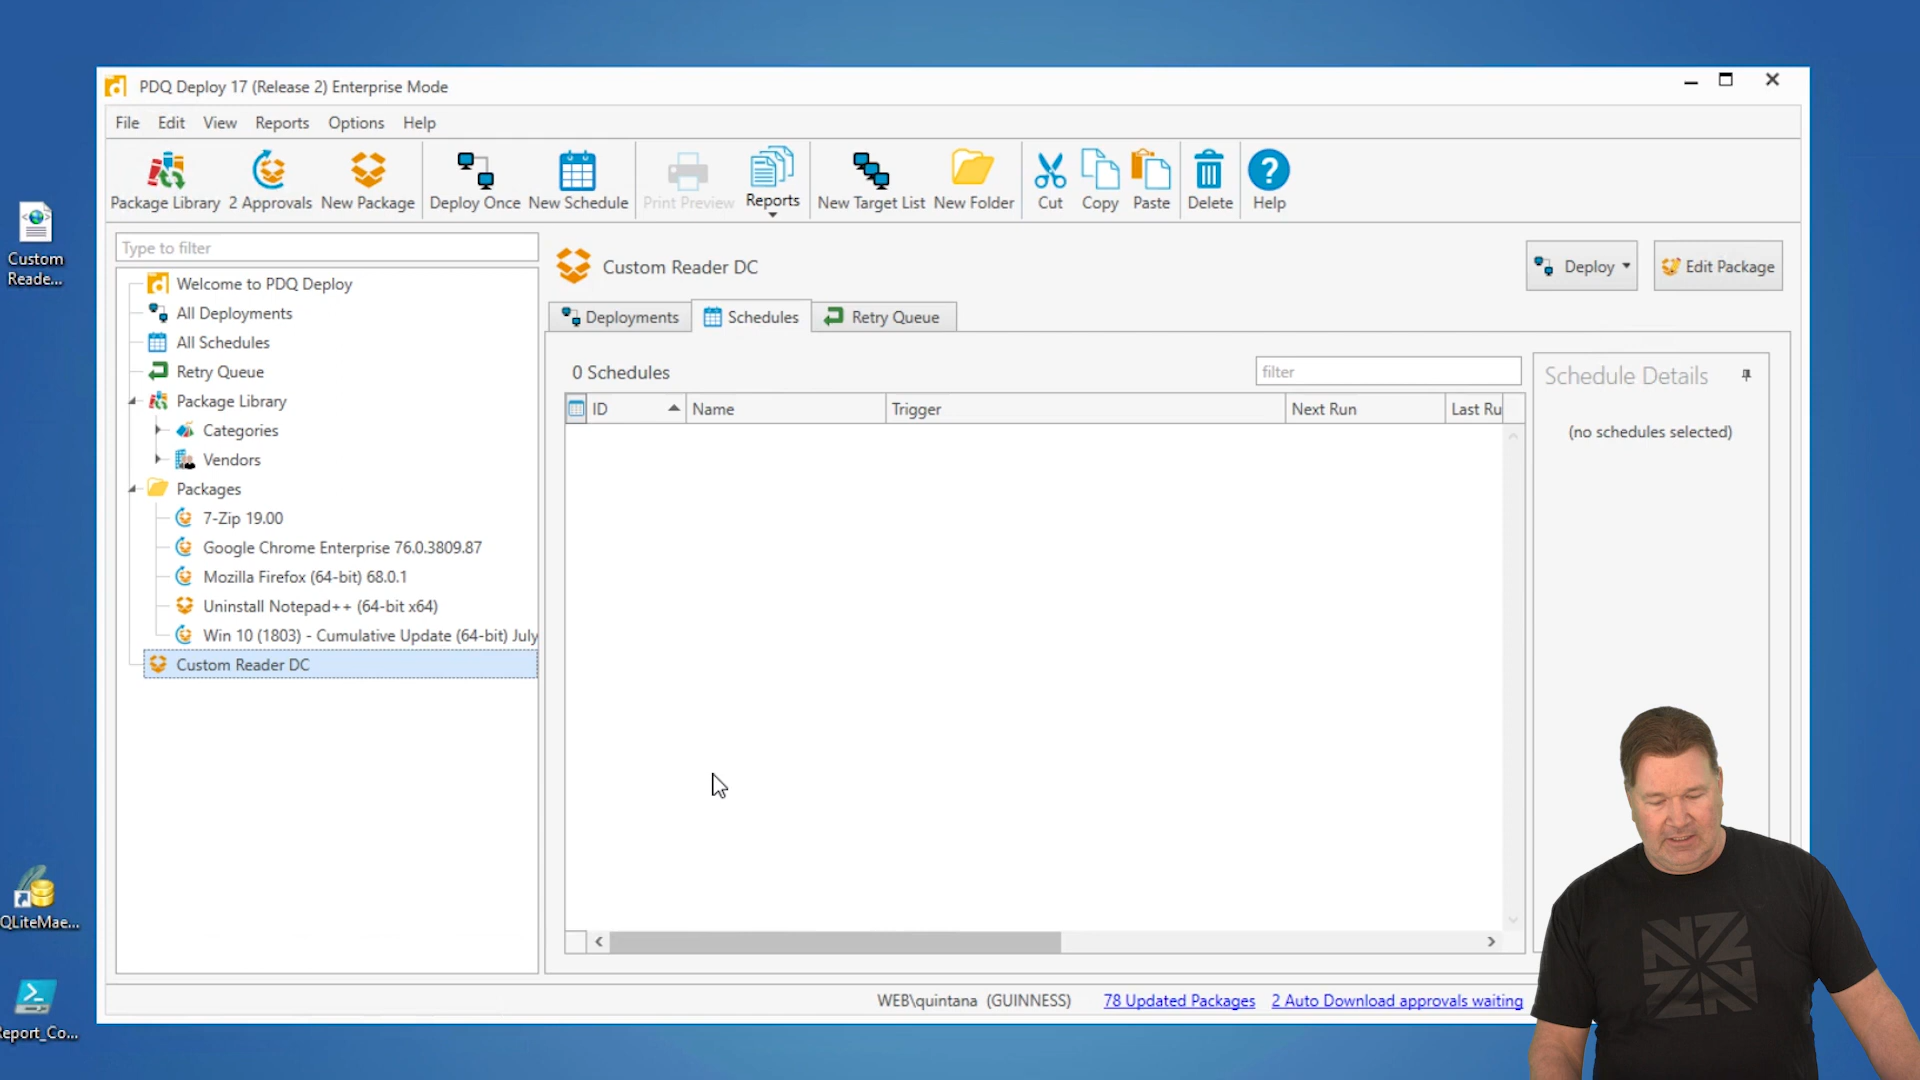 PDQ Deploy 17 (Release 2) Enterprise Mode
File Edit View Reports Options Help
Package Library 2 Approvals New Package Deploy Once New Schedule Print Preview Reports New Target List New Folder Cut Copy Paste Delete Help
Custom
Reade...
Type to filter
Welcome to PDQ Deploy
All Deployments
All Schedules
Retry Queue
Package Library
Categories
Vendors
Packages
7-Zip 19.00
Google Chrome Enterprise 76.0.3809.87
Mozilla Firefox (64-bit) 68.0.1
Uninstall Notepad++ (64-bit x64)
Win 10 (1803) - Cumulative Update (64-bit) July
Custom Reader DC
Custom Reader DC
Deploy
Edit Package
Deployments Schedules Retry Queue
0 Schedules
filter
ID Name Trigger Next Run Last Ru
Schedule Details
(no schedules selected)
QLiteMae...
Report_Co...
WEB\quintana (GUINNESS) 78 Updated Packages 2 Auto Download approvals waiting